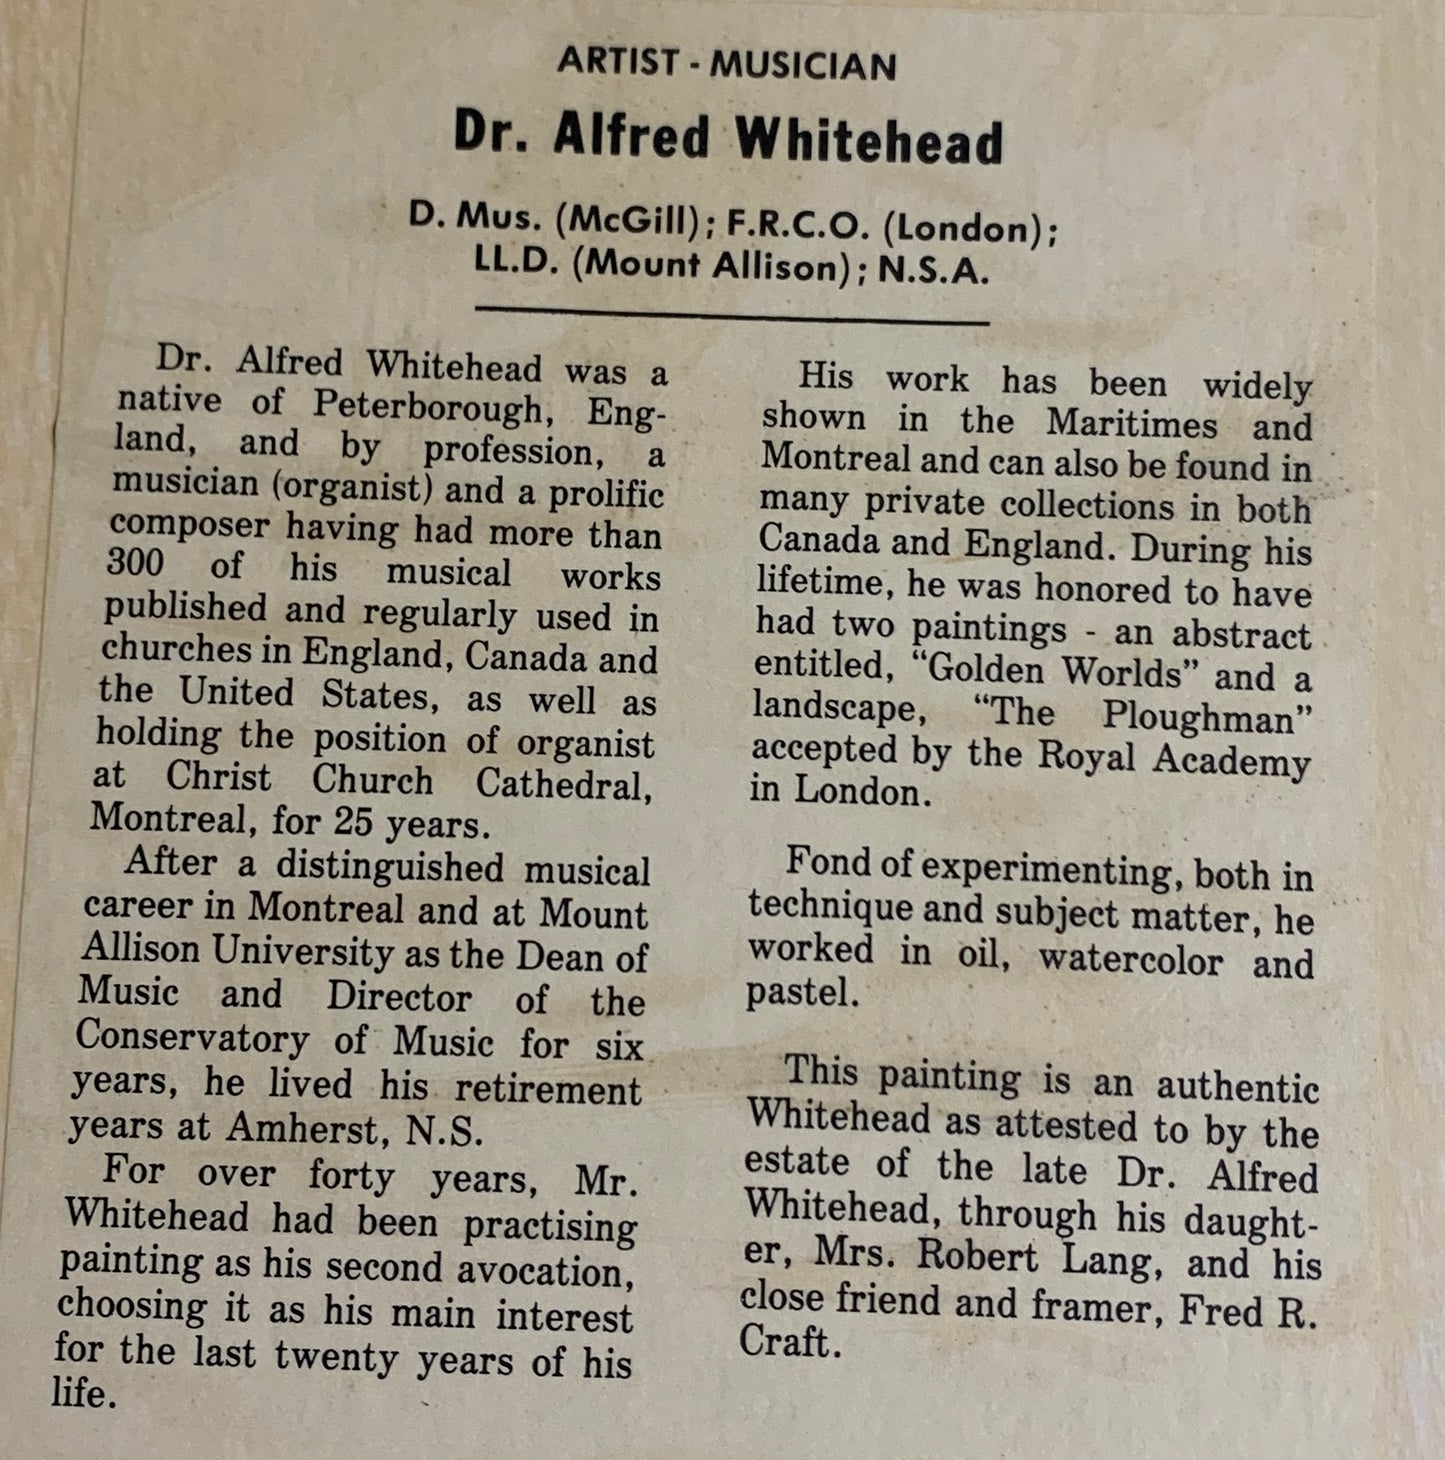 ARTIST - MUSICIAN
Dr. Alfred Whitehead
D. Mus. (McGill); F.R.C.O. (London);
LL.D. (Mount Allison); N.S.A.
Dr. Alfred Whitehead was a
native of Peterborough, Eng-
land, and by profession, a
musician (organist) and a prolific
composer having had more than
300 of his musical works
published and regularly used in
churches in England, Canada and
the United States, as well as
holding the position of organist
at Christ Church Cathedral,
Montreal, for 25 years.
After a distinguished musical
career in Montreal and at Mount
Allison University as the Dean of
Music and Director of the
Conservatory of Music for six
years, he lived his retirement
years at Amherst, N.S.
For over forty years, Mr.
Whitehead had been practising
painting as his second avocation,
choosing it as his main interest
for the last twenty years of his
life.
His work has been widely
shown in the Maritimes and
Montreal and can also be found in
many private collections in both
Canada and England. During his
lifetime, he was honored to have
had two paintings - an abstract
entitled, “Golden Worlds” and a
landscape, “The Ploughman”
accepted by the Royal Academy
in London.
Fond of experimenting, both in
technique and subject matter, he
worked in oil, watercolor and
pastel.
This painting is an authentic
Whitehead as attested to by the
estate of the late Dr. Alfred
Whitehead, through his daught-
er, Mrs. Robert Lang, and his
close friend and framer, Fred R.
Craft.